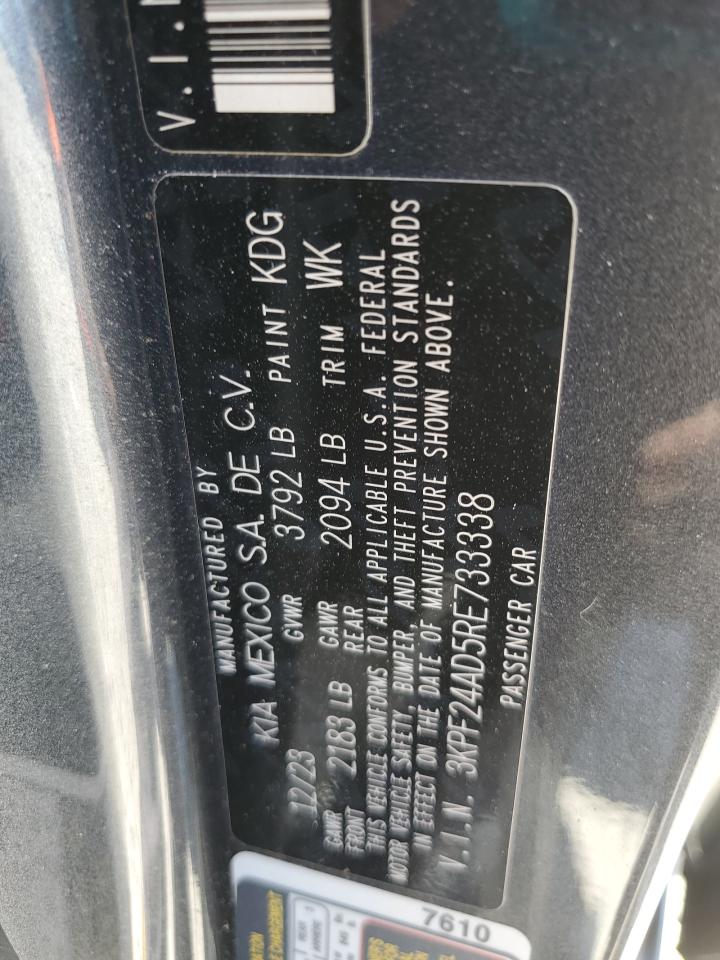 V.I.N
MANUFACTURED BY
KIA MEXICO S.A. DE C.V.
12/23 GVWR 3792 LB PAINT KDG
GAWR FRONT 2183 LB GAWR REAR 2094 LB TRIM WK
THIS VEHICLE CONFORMS TO ALL APPLICABLE U.S.A. FEDERAL
MOTOR VEHICLE SAFETY, BUMPER, AND THEFT PREVENTION STANDARDS
IN EFFECT ON THE DATE OF MANUFACTURE SHOWN ABOVE.
V.I.N. 3KPF24AD5RE733338
PASSENGER CAR
7610